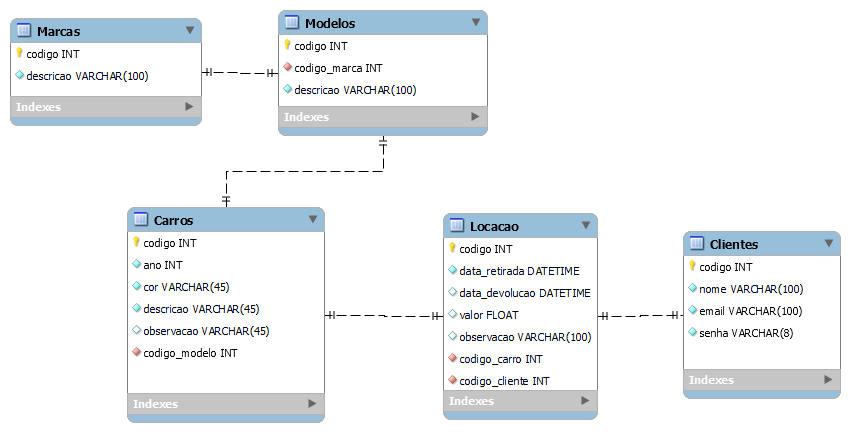 Marcas
codigo INT
descricao VARCHAR(100)
Indexes
Modelos
codigo INT
codigo_marca INT
descricao VARCHAR(100)
Indexes
Carros
codigo INT
ano INT
cor VARCHAR(45)
descricao VARCHAR(45)
observacao VARCHAR(45)
codigo_modelo INT
Indexes
Locacao
codigo INT
data_retirada DATETIME
data_devolucao DATETIME
valor FLOAT
observacao VARCHAR(100)
codigo_carro INT
codigo_cliente INT
Indexes
Clientes
codigo INT
nome VARCHAR(100)
email VARCHAR(100)
senha VARCHAR(8)
Indexes